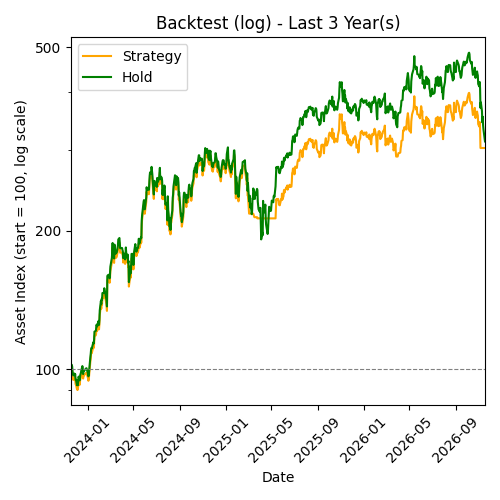 Backtest (log) - Last 3 Year(s)
Strategy
Hold
Asset Index (start = 100, log scale)
500
200
100
2024-01
2024-05
2024-09
2025-01
2025-05
2025-09
2026-01
2026-05
2026-09
Date